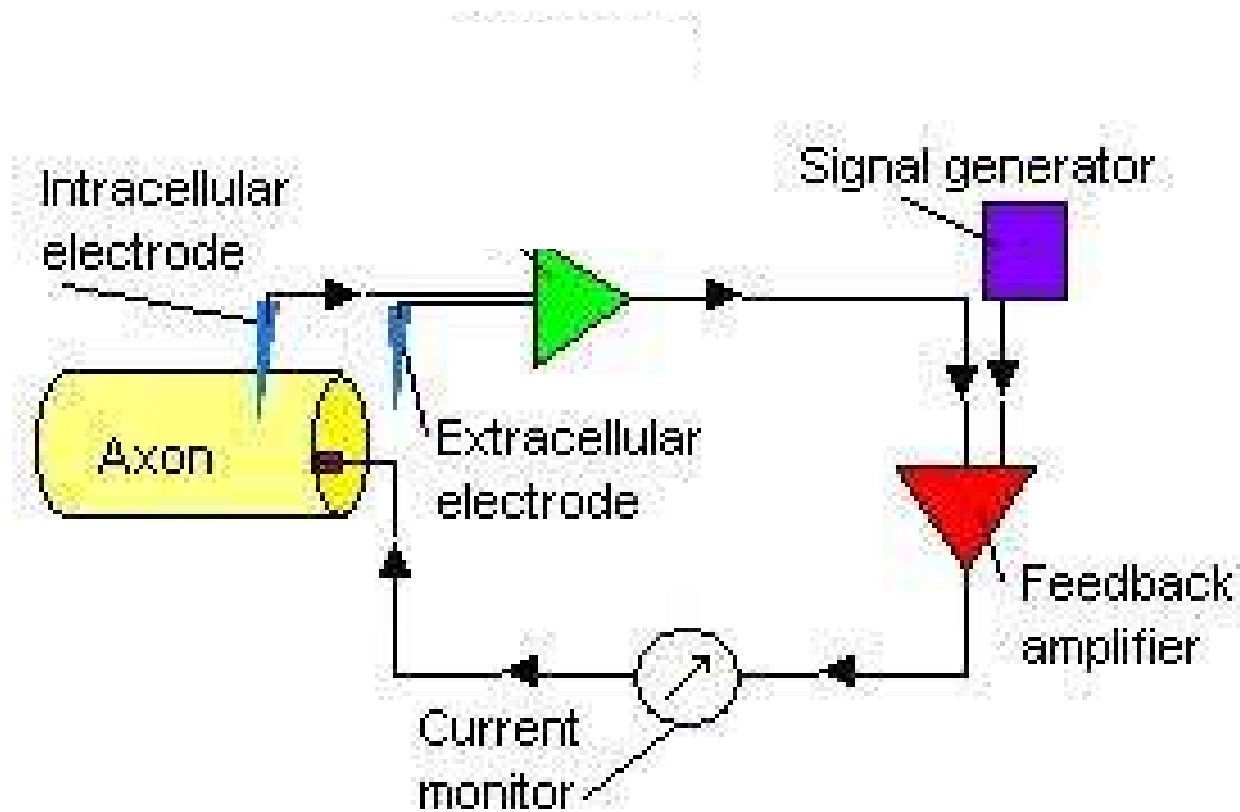 Signal generator
Intracellular
electrode
Axon
Extracellular
electrode
Feedback
amplifier
Current
monitor